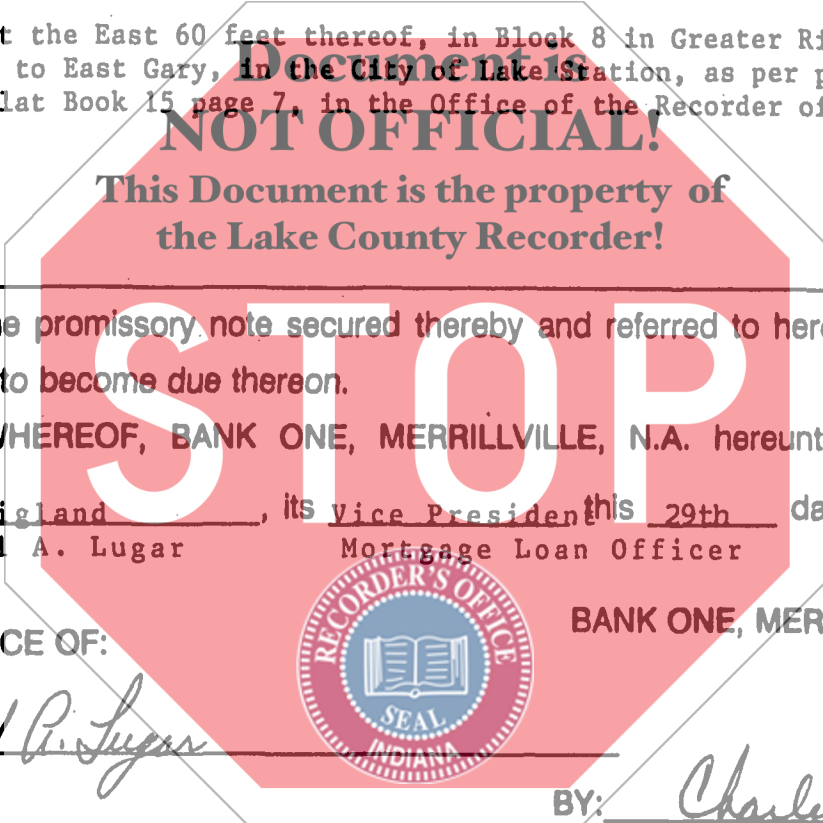 t the East 60 feet thereof, in Block 8 in Greater Ri
to East Gary, in the City of Lake Station, as per p
lat Book 15 page 7, in the Office of the Recorder of
Document is
NOT OFFICIAL!
This Document is the property of
the Lake County Recorder!
e promissory note secured thereby and referred to here
to become due thereon.
WHEREOF, BANK ONE, MERRILLVILLE, N.A. hereunt
STOP
igland, its Vice President this 29th da
A. Lugar Mortgage Loan Officer
RECORDER'S OFFICE
SEAL
INDIANA
BANK ONE, MER
CE OF:
A. Lugar
BY: Charle